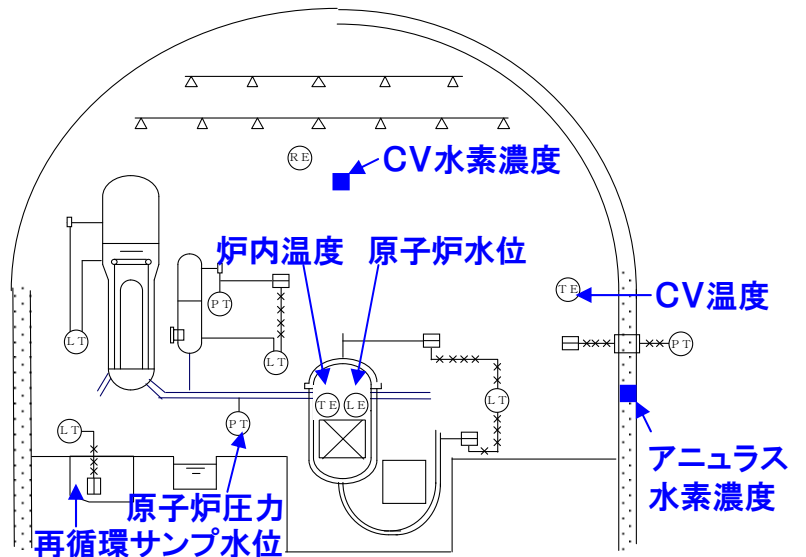 RE
CV水素濃度
炉内温度
原子炉水位
TE
CV温度
PT
LT
LT
PT
TE
LE
LT
PT
LT
アニュラス
水素濃度
原子炉圧力
再循環サンプ水位